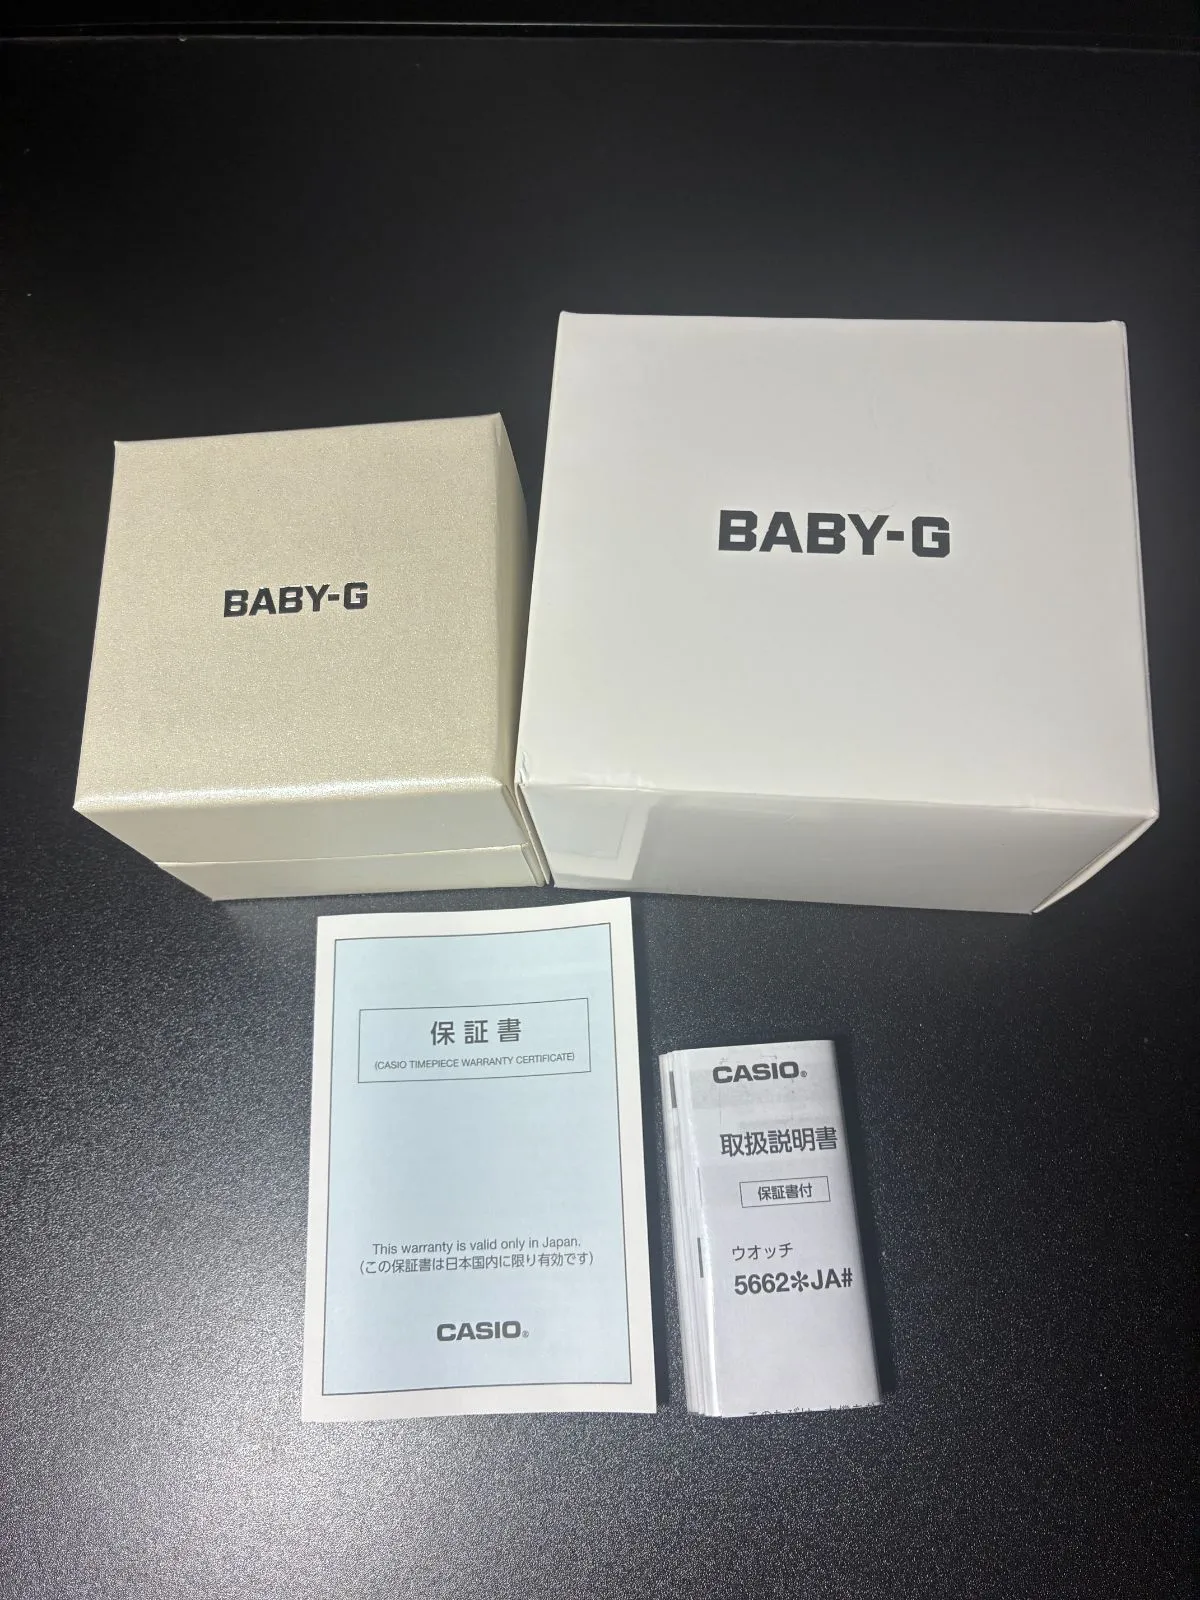 BABY-G
BABY-G
保証書
(CASIO TIMEPIECE WARRANTY CERTIFICATE)
This warranty is valid only in Japan.
(この保証書は日本国内に限り有効です)
CASIO®
CASIO®
取扱説明書
保証書付
ウオッチ
5662✻JA#